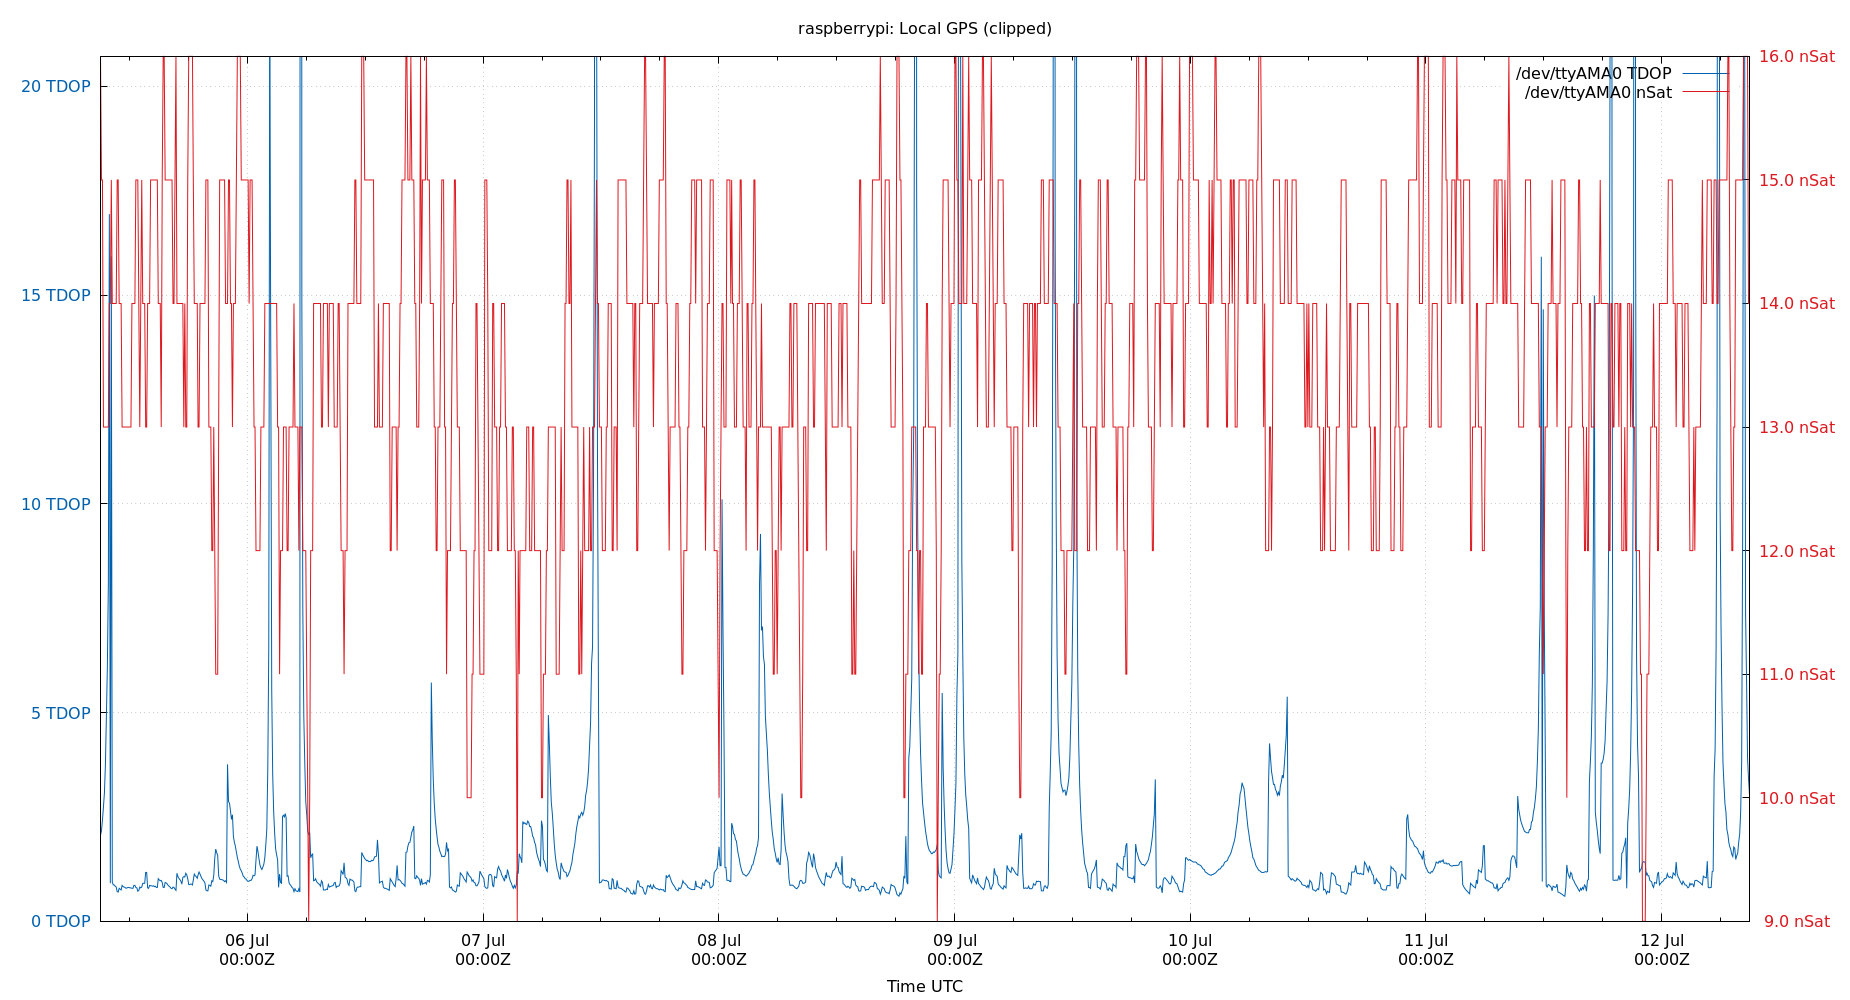 raspberrypi: Local GPS (clipped)
/dev/ttyAMA0 TDOP
/dev/ttyAMA0 nSat
20 TDOP
15 TDOP
10 TDOP
5 TDOP
0 TDOP
16.0 nSat
15.0 nSat
14.0 nSat
13.0 nSat
12.0 nSat
11.0 nSat
10.0 nSat
9.0 nSat
06 Jul
00:00Z
07 Jul
00:00Z
08 Jul
00:00Z
09 Jul
00:00Z
10 Jul
00:00Z
11 Jul
00:00Z
12 Jul
00:00Z
Time UTC